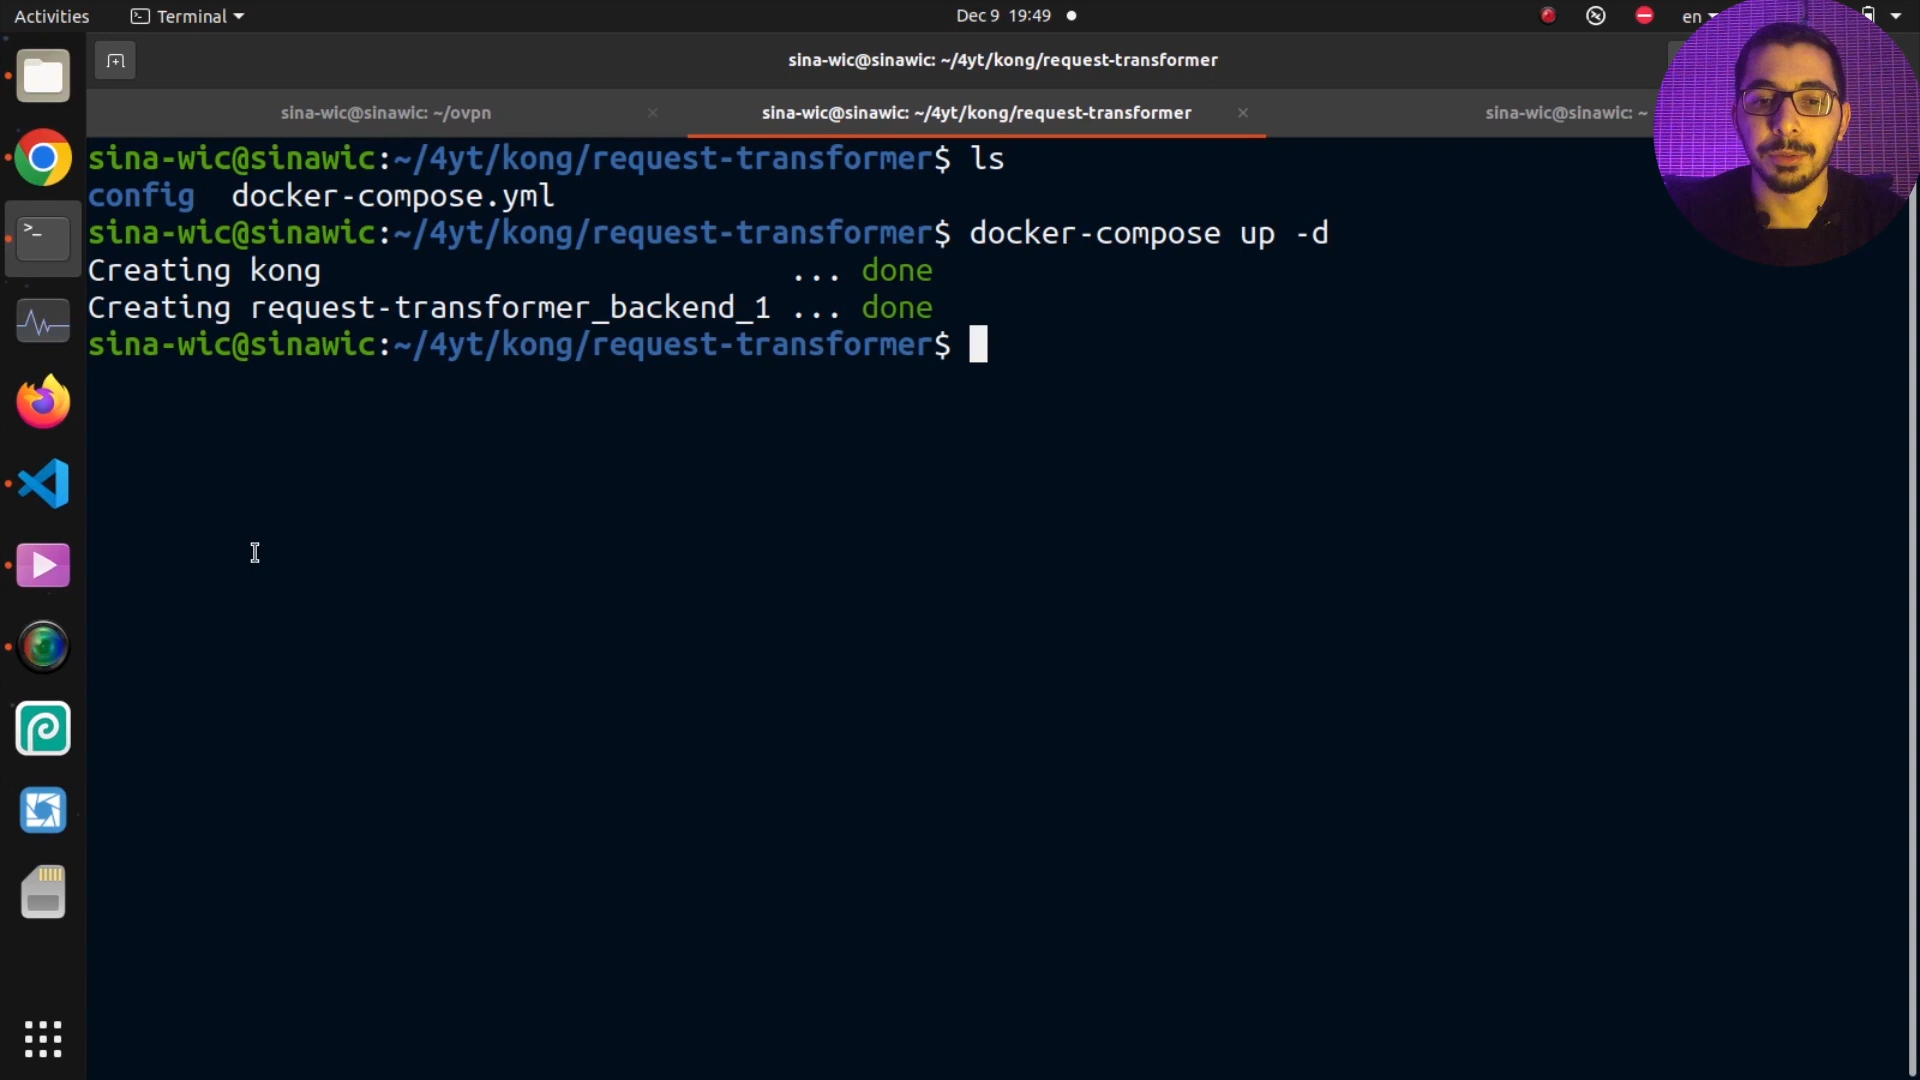 Activities Terminal Dec 9 19:49 en
sina-wic@sinawic: ~/4yt/kong/request-transformer
sina-wic@sinawic: ~/ovpn sina-wic@sinawic: ~/4yt/kong/request-transformer sina-wic@sinawic: ~
sina-wic@sinawic:~/4yt/kong/request-transformer$ ls
config docker-compose.yml
sina-wic@sinawic:~/4yt/kong/request-transformer$ docker-compose up -d
Creating kong ... done
Creating request-transformer_backend_1 ... done
sina-wic@sinawic:~/4yt/kong/request-transformer$